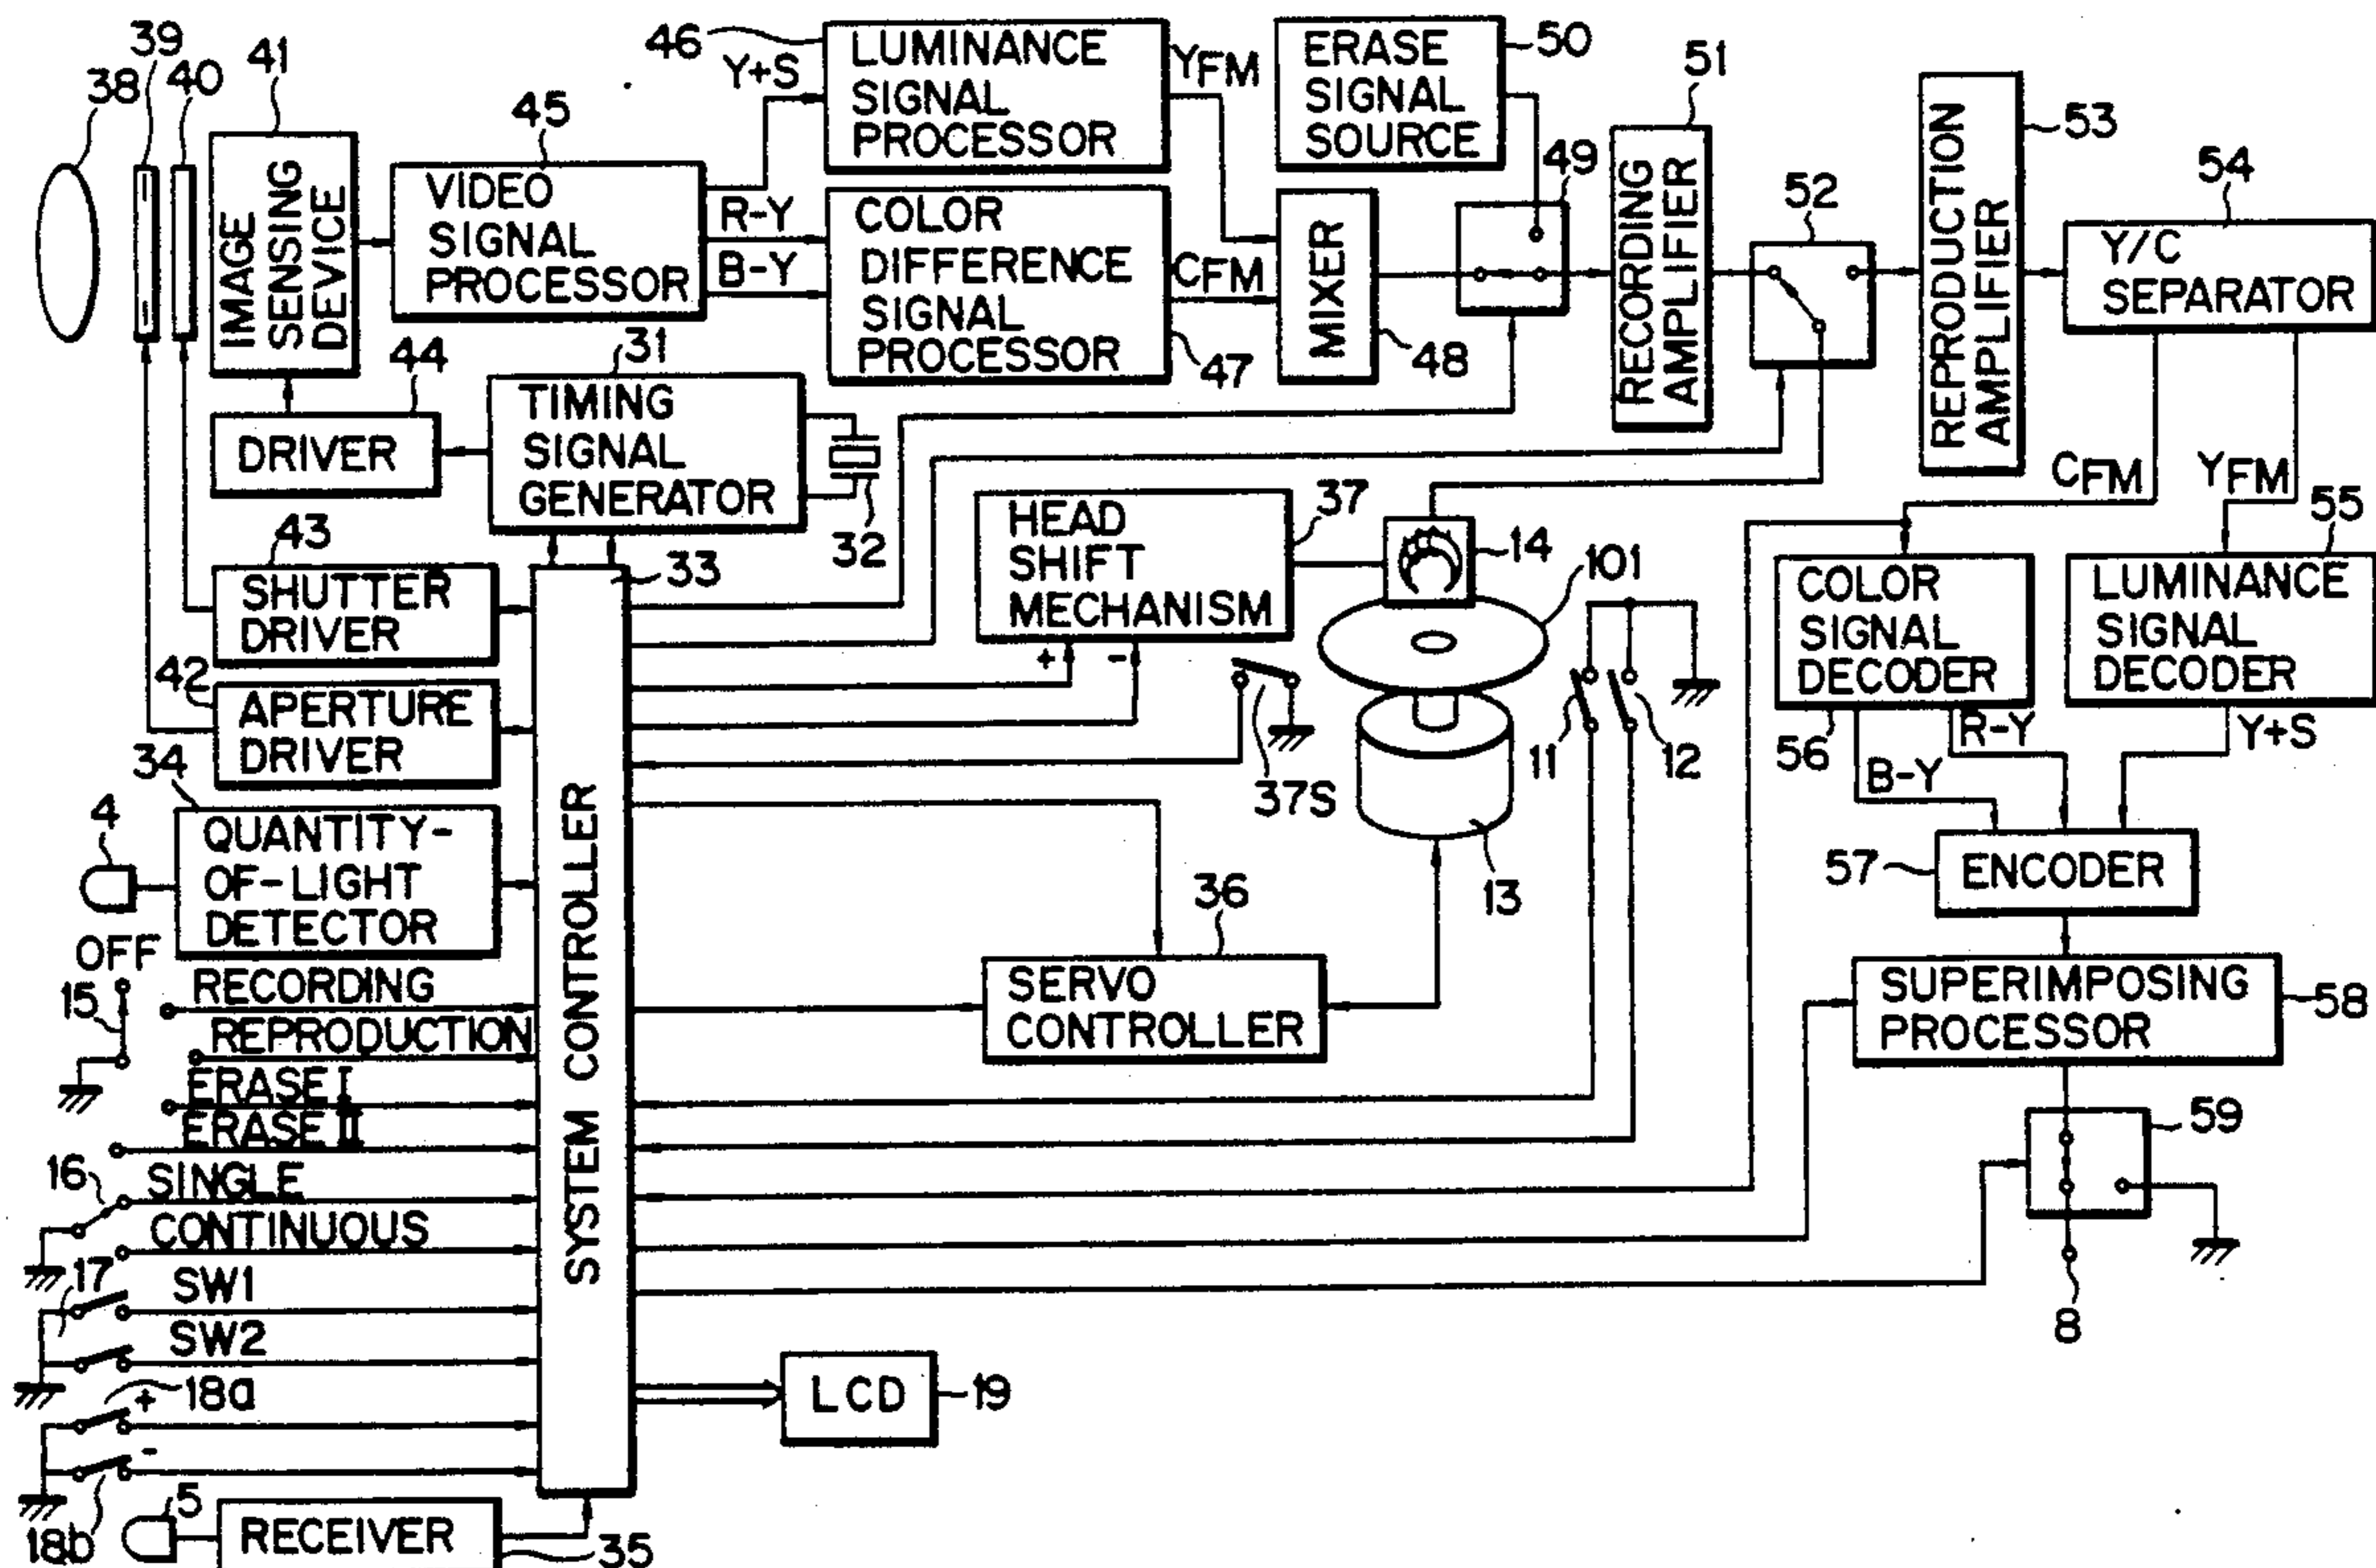 38
39
40
41
IMAGE
SENSING
DEVICE
45
VIDEO
SIGNAL
PROCESSOR
46
Y+S
LUMINANCE
SIGNAL
PROCESSOR
YFM
R-Y
B-Y
COLOR
DIFFERENCE
SIGNAL
PROCESSOR
47
CFM
ERASE
SIGNAL
SOURCE
50
MIXER
48
49
51
RECORDING
AMPLIFIER
52
REPRODUCTION
AMPLIFIER
53
54
Y/C
SEPARATOR
CFM
YFM
44
DRIVER
31
TIMING
SIGNAL
GENERATOR
32
43
SHUTTER
DRIVER
42
APERTURE
DRIVER
34
4
QUANTITY-
OF-LIGHT
DETECTOR
33
SYSTEM CONTROLLER
HEAD
SHIFT
MECHANISM
37
+
-
37S
14
101
13
11
12
36
SERVO
CONTROLLER
COLOR
SIGNAL
DECODER
56
55
LUMINANCE
SIGNAL
DECODER
R-Y
B-Y
Y+S
57
ENCODER
SUPERIMPOSING
PROCESSOR
58
59
8
OFF
15
RECORDING
REPRODUCTION
ERASE I
ERASE II
16
SINGLE
CONTINUOUS
17
SW1
SW2
18a
+
-
18b
5
RECEIVER
35
LCD
19